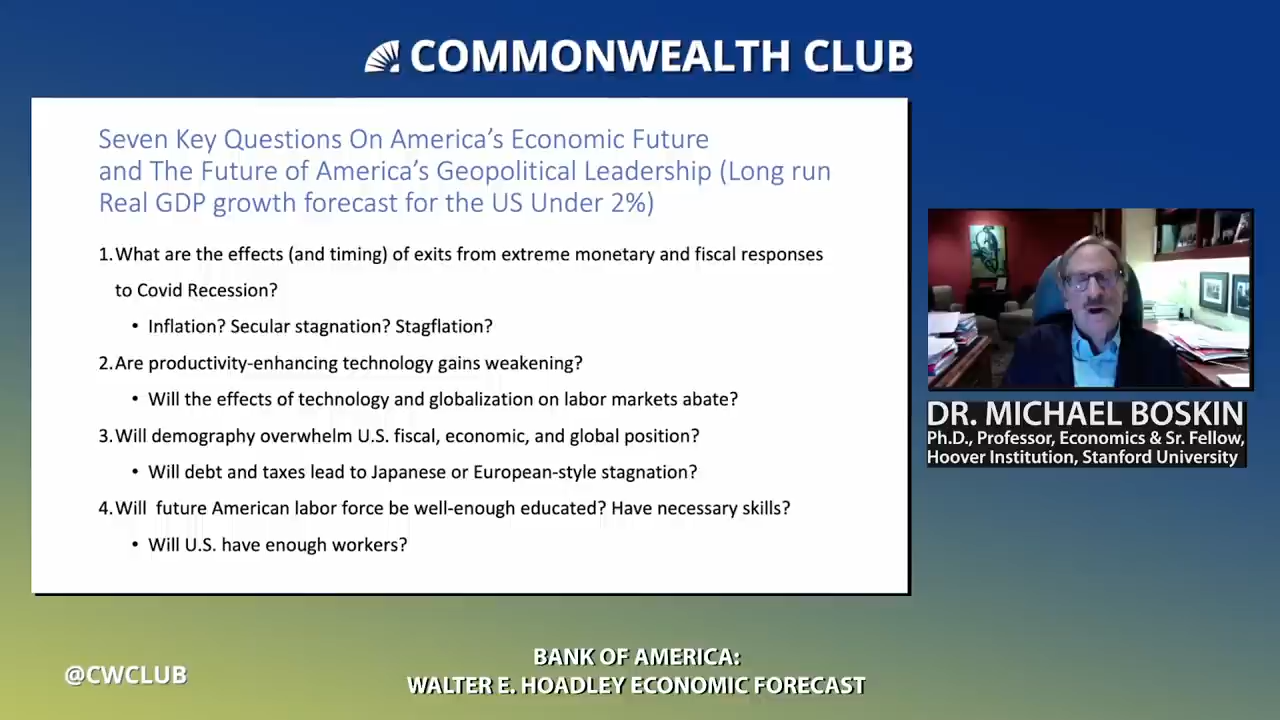 COMMONWEALTH CLUB
Seven Key Questions On America's Economic Future
and The Future of America's Geopolitical Leadership (Long run
Real GDP growth forecast for the US Under 2%)
1. What are the effects (and timing) of exits from extreme monetary and fiscal responses
to Covid Recession?
• Inflation? Secular stagnation? Stagflation?
2. Are productivity-enhancing technology gains weakening?
• Will the effects of technology and globalization on labor markets abate?
3. Will demography overwhelm U.S. fiscal, economic, and global position?
• Will debt and taxes lead to Japanese or European-style stagnation?
4. Will future American labor force be well-enough educated? Have necessary skills?
• Will U.S. have enough workers?
DR. MICHAEL BOSKIN
Ph.D., Professor, Economics & Sr. Fellow,
Hoover Institution, Stanford University
@CWCLUB
BANK OF AMERICA:
WALTER E. HOADLEY ECONOMIC FORECAST